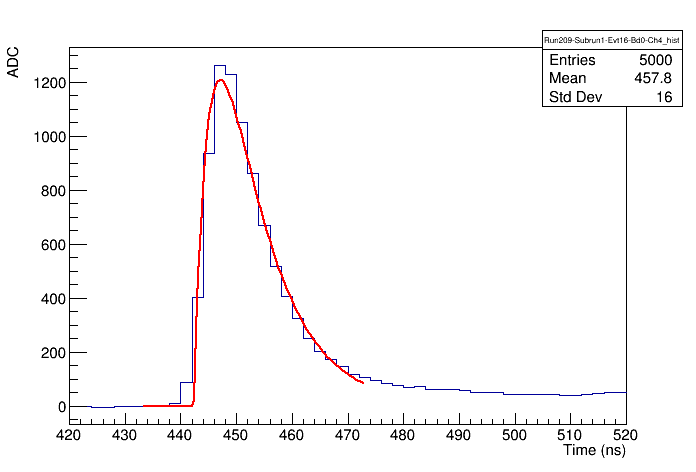 Run209-Subrun1-Evt16-Bd0-Ch4_hist
Entries 5000
Mean 457.8
Std Dev 16
ADC
1200
1000
800
600
400
200
0
420 430 440 450 460 470 480 490 500 510 520
Time (ns)